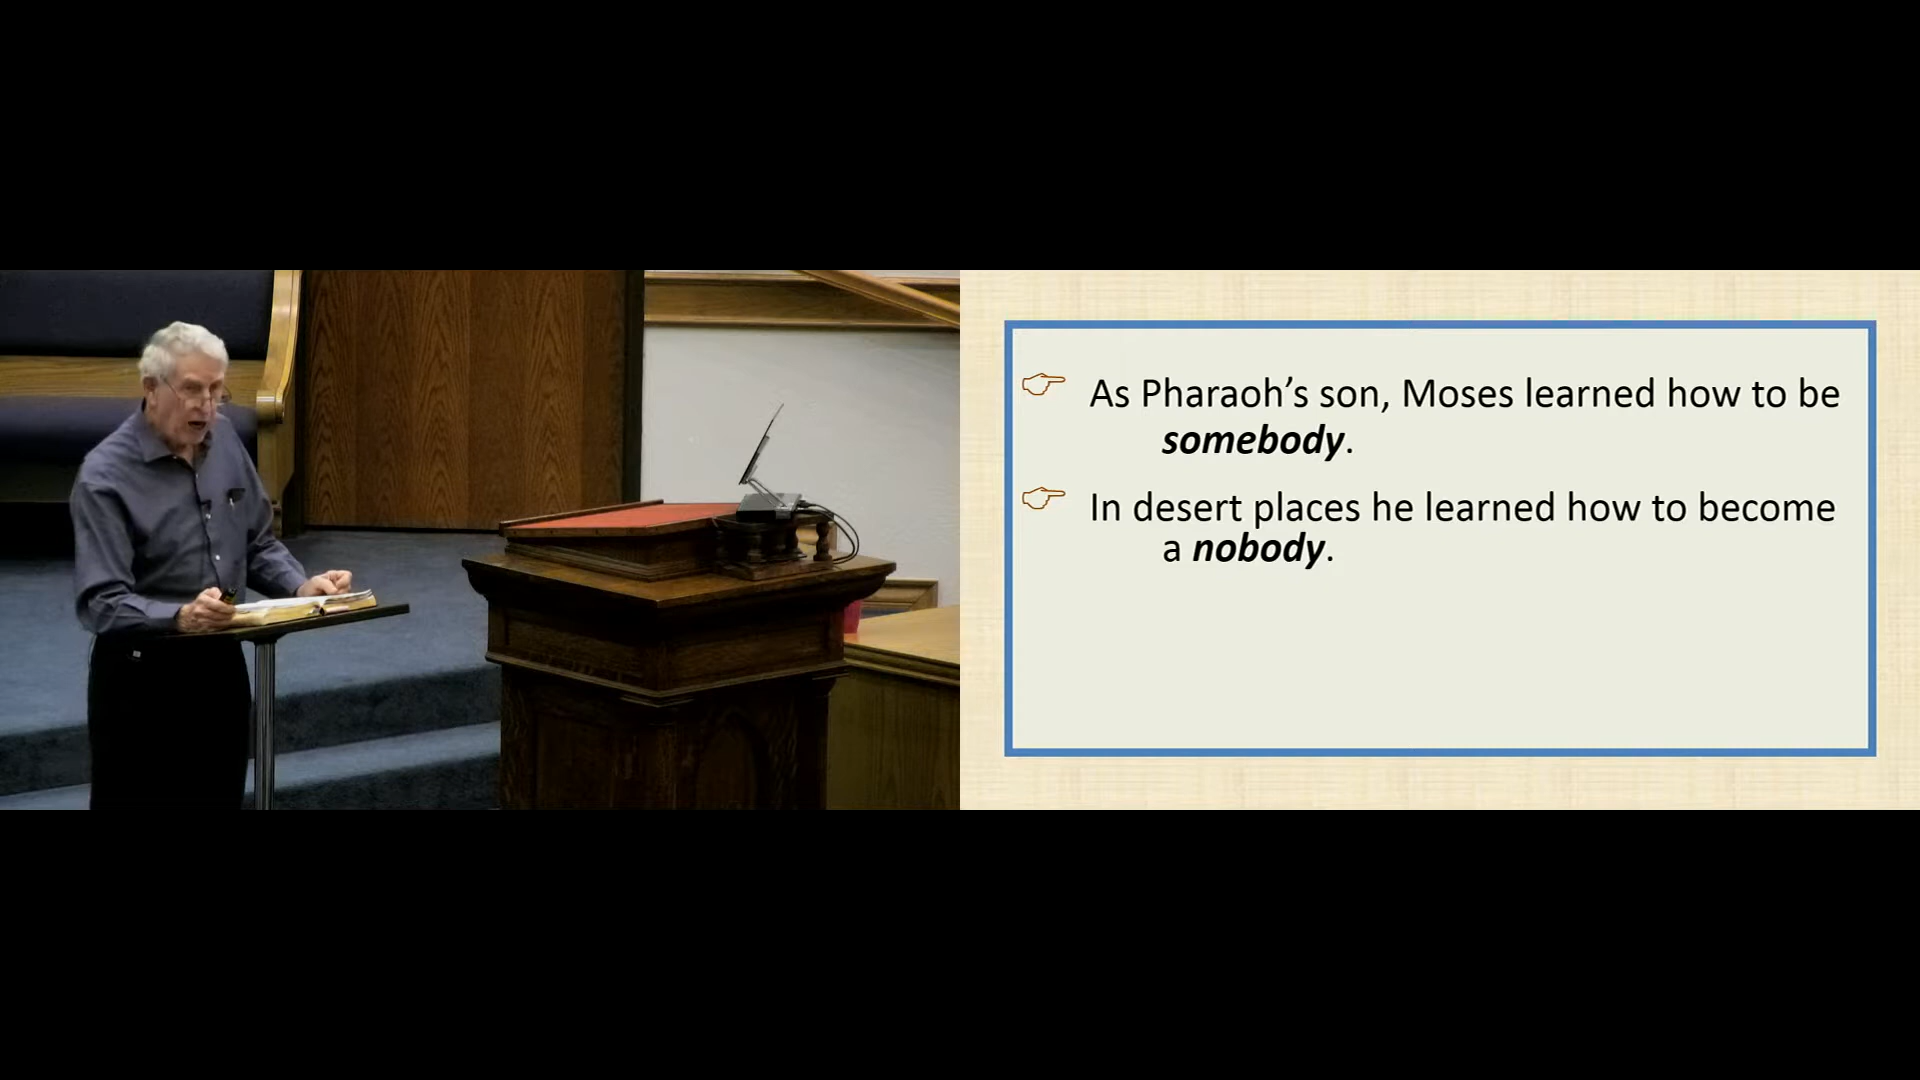 As Pharaoh’s son, Moses learned how to be
somebody.
In desert places he learned how to become
a nobody.